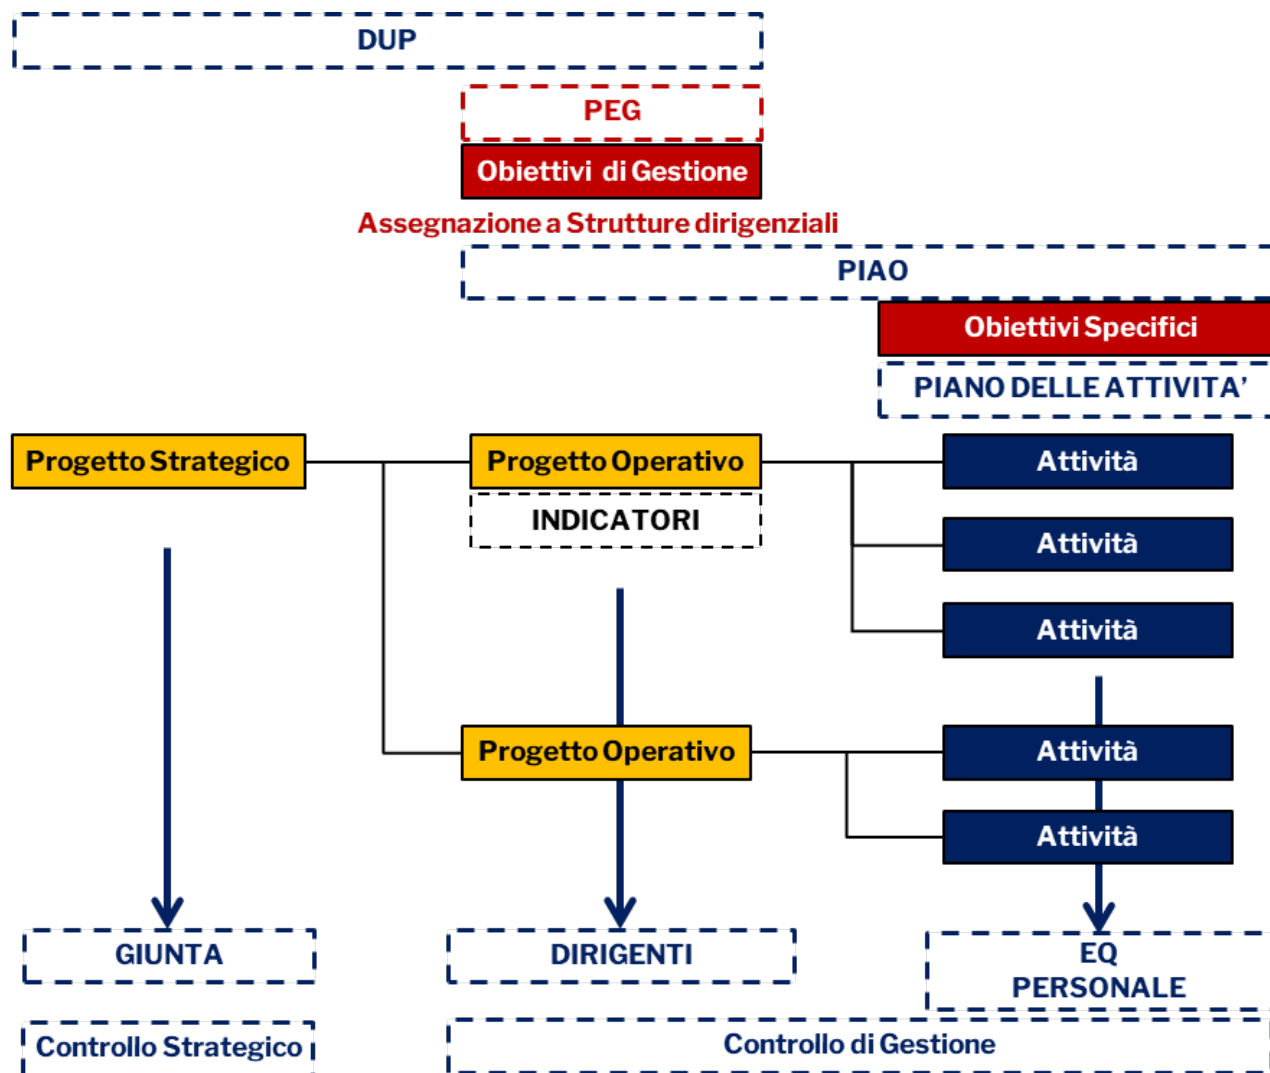 DUP
PEG
Obiettivi di Gestione
Assegnazione a Strutture dirigenziali
PIAO
Obiettivi Specifici
PIANO DELLE ATTIVITA’
Progetto Strategico
Progetto Operativo
Attività
INDICATORI
Attività
Attività
Progetto Operativo
Attività
Attività
GIUNTA
DIRIGENTI
EQ
PERSONALE
Controllo Strategico
Controllo di Gestione